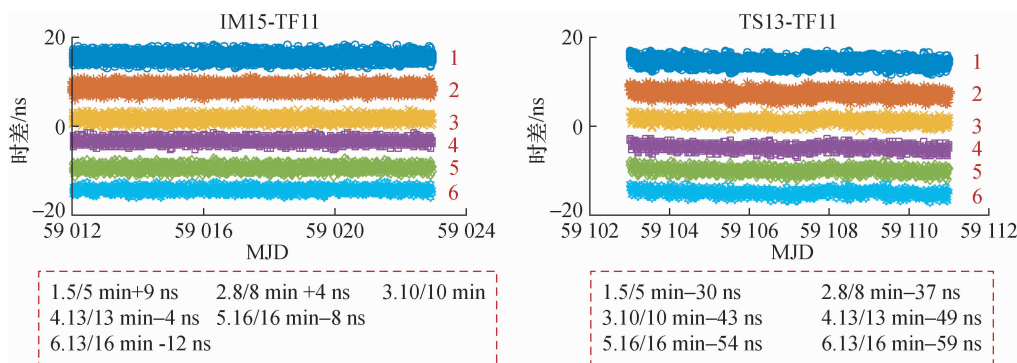 IM15-TF11
20
0
–20
时差/ns
1
2
3
4
5
6
59 012
59 016
59 020
59 024
MJD
1.5/5 min+9 ns 2.8/8 min +4 ns 3.10/10 min
4.13/13 min–4 ns 5.16/16 min–8 ns
6.13/16 min -12 ns
TS13-TF11
20
0
–20
时差/ns
1
2
3
4
5
6
59 102
59 104
59 106
59 108
59 110
59 112
MJD
1.5/5 min–30 ns 2.8/8 min–37 ns
3.10/10 min–43 ns 4.13/13 min–49 ns
5.16/16 min–54 ns 6.13/16 min–59 ns